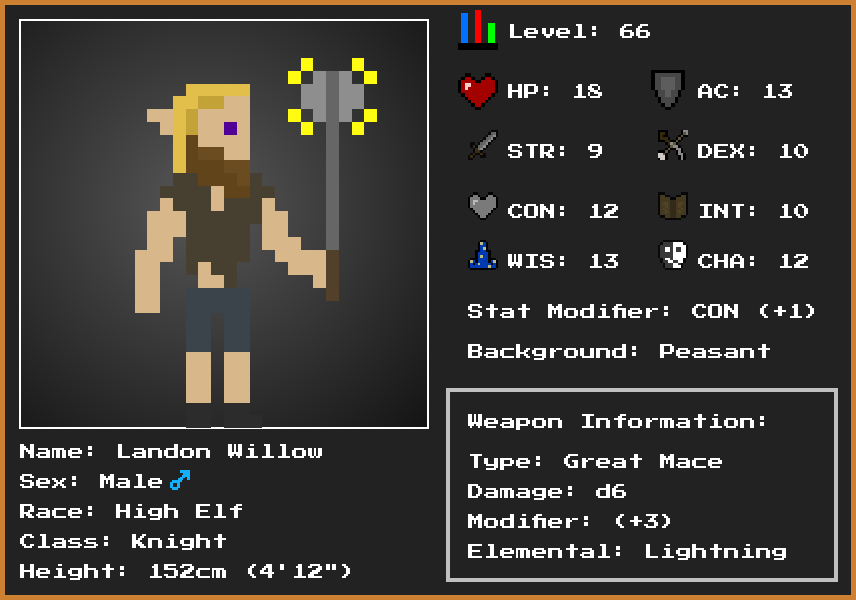 Level: 66
HP: 18
AC: 13
STR: 9
DEX: 10
CON: 12
INT: 10
WIS: 13
CHA: 12
Stat Modifier: CON (+1)
Background: Peasant
Weapon Information:
Type: Great Mace
Damage: d6
Modifier: (+3)
Elemental: Lightning
Name: Landon Willow
Sex: Male♂
Race: High Elf
Class: Knight
Height: 152cm (4'12")